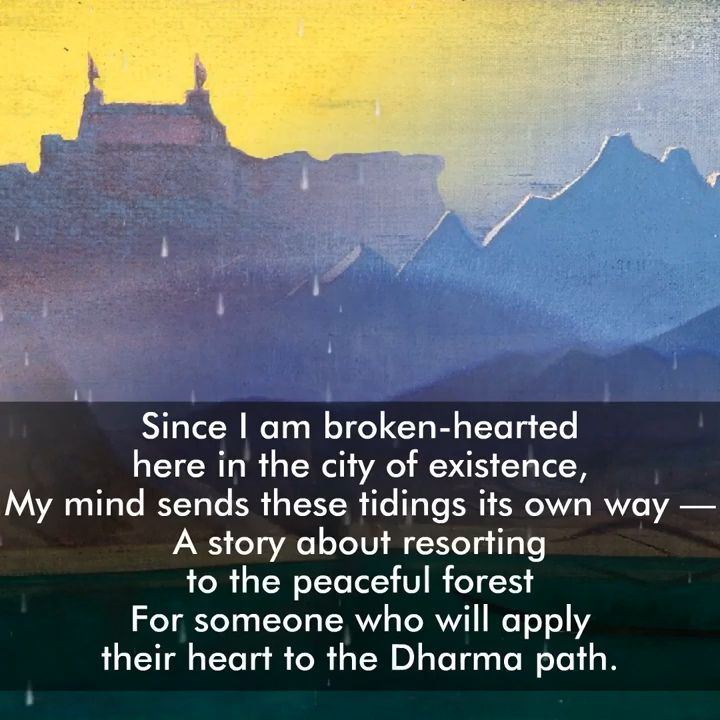 Since I am broken-hearted
here in the city of existence,
My mind sends these tidings its own way —
A story about resorting
to the peaceful forest
For someone who will apply
their heart to the Dharma path.